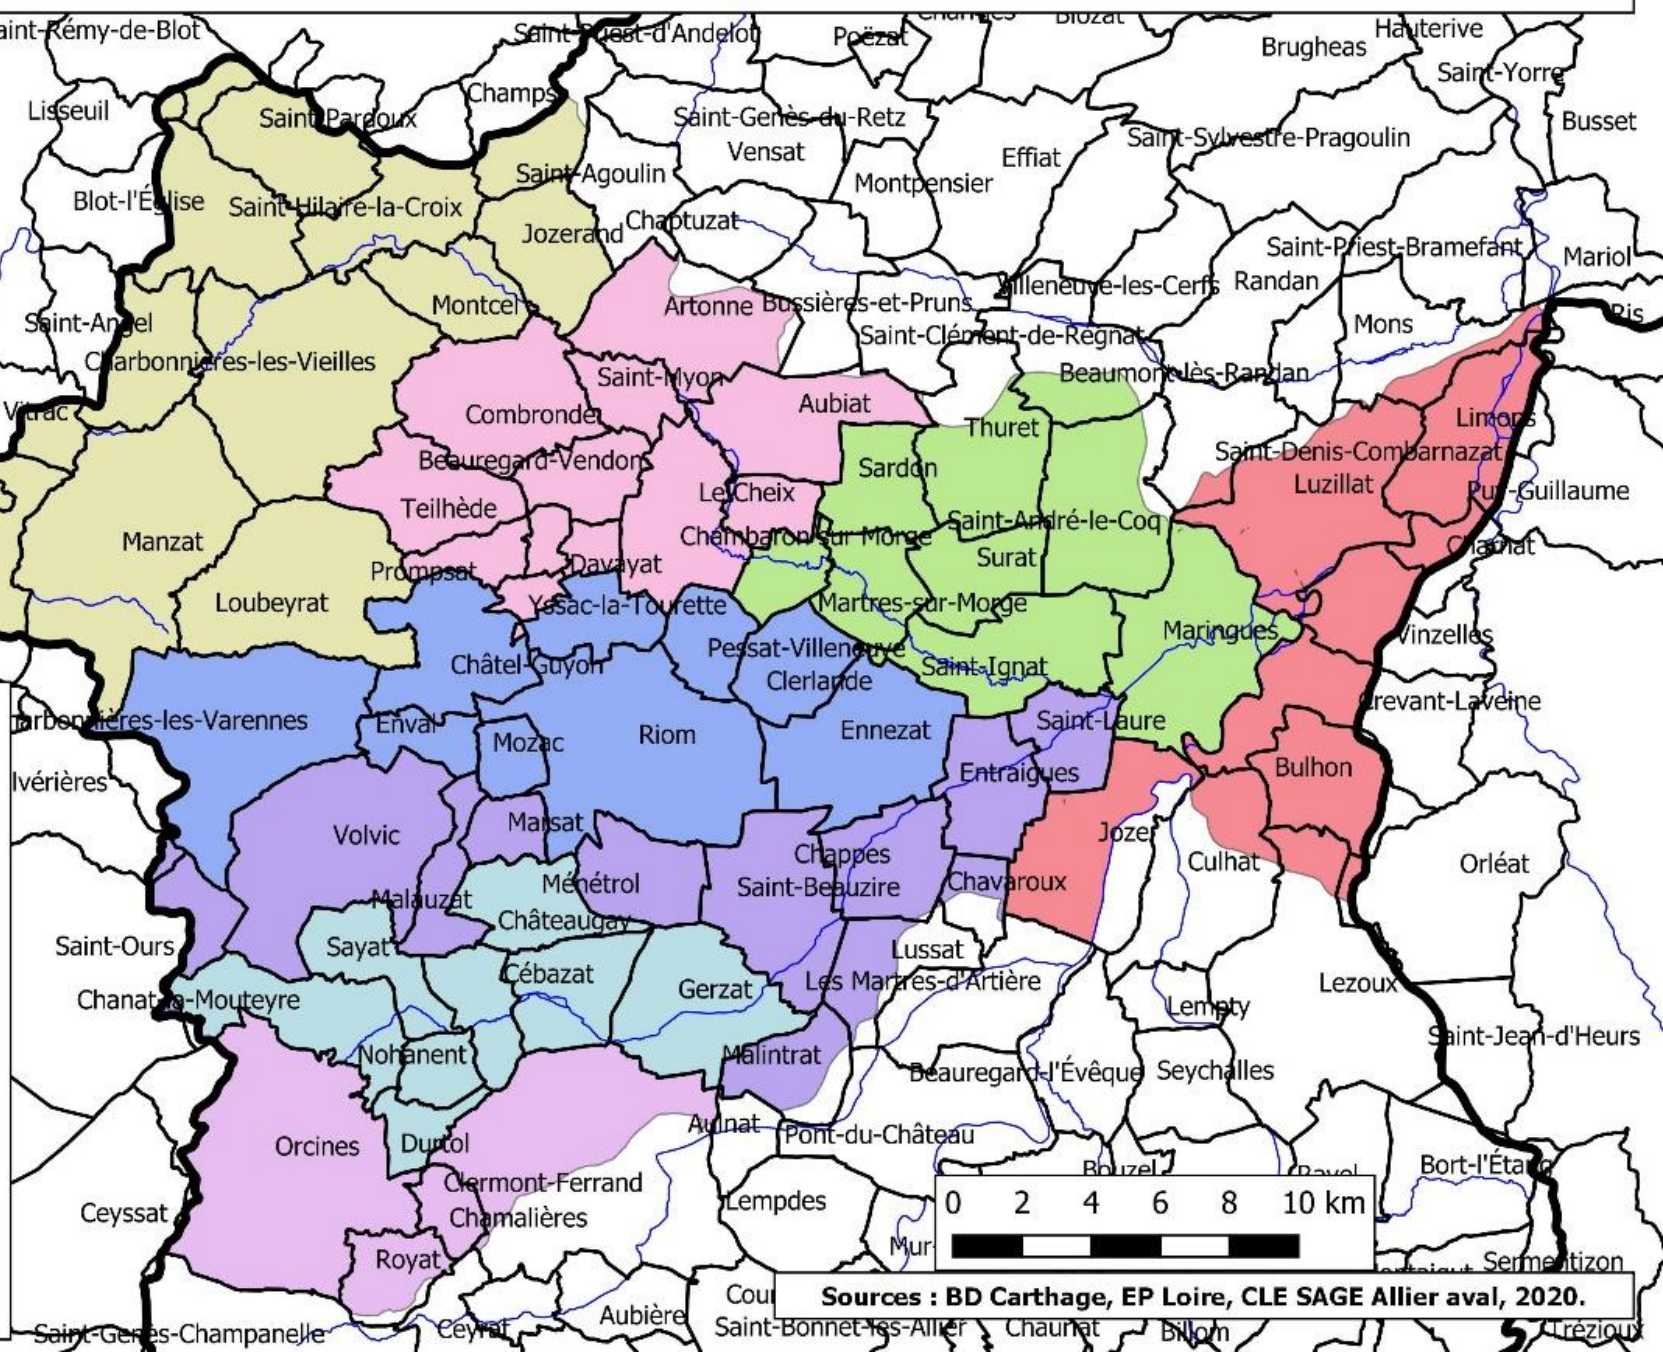 Saint-Priest-d'Andelot
Poëzat
Hauterive
Brugheas
Saint-Yorre
Lisseuil
Saint-Pardoux
Champs
Saint-Genès-du-Retz
Busset
Vensat
Effiat
Saint-Sylvestre-Pragoulin
Saint-Agoulin
Montpensier
Blot-l'Église
Saint-Hilaire-la-Croix
Chaptuzat
Jozerand
Saint-Priest-Bramefant
Mariol
Randan
Villeneuve-les-Cerfs
Montcel
Artonne
Bussières-et-Pruns
Ris
Saint-Angel
Mons
Saint-Clément-de-Régnat
Charbonnières-les-Vieilles
Saint-Myon
Beaumont-lès-Randan
Vitrac
Combronde
Aubiat
Thuret
Limons
Beauregard-Vendon
Sardon
Saint-Denis-Combarnazat
Luzillat
Teilhède
Le Cheix
Puy-Guillaume
Saint-André-le-Coq
Manzat
Chambaron sur Morge
Surat
Charnat
Prompsat
Davayat
Loubeyrat
Yssac-la-Tourette
Martres-sur-Morge
Maringues
Vinzelles
Châtel-Guyon
Pessat-Villeneuve
Saint-Ignat
Clerlande
Crevant-Laveine
arbonnières-les-Varennes
Enval
Mozac
Riom
Ennezat
Saint-Laure
lvérières
Entraigues
Bulhon
Volvic
Marsat
Joze
Chappes
Culhat
Orléat
Ménétrol
Saint-Beauzire
Chavaroux
Malauzat
Châteaugay
Saint-Ours
Sayat
Lussat
Cébazat
Les Martres-d'Artière
Gerzat
Lezoux
Chanat-la-Mouteyre
Lempty
Saint-Jean-d'Heurs
Nohanent
Malintrat
Beauregard-l'Évêque
Seychalles
Aulnat
Pont-du-Château
Orcines
Durtol
Bouzel
Ravel
Bort-l'Étang
Clermont-Ferrand
Lempdes
Ceyssat
Chamalières
0 2 4 6 8 10 km
Mur-
Royat
Sermentizon
Sources : BD Carthage, EP Loire, CLE SAGE Allier aval, 2020.
Cour
Aubière
Saint-Genès-Champanelle
Ceyrat
Saint-Bonnet-lès-Allier
Chauriat
Billom
Trézioux